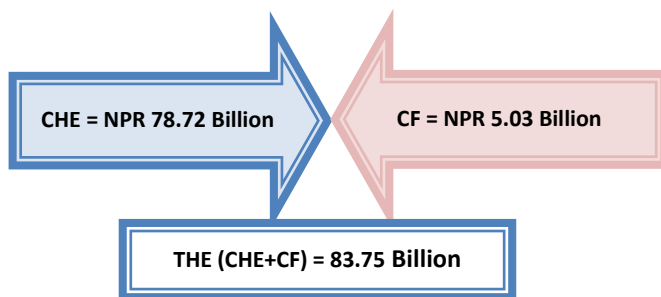 CHE = NPR 78.72 Billion
CF = NPR 5.03 Billion
THE (CHE+CF) = 83.75 Billion